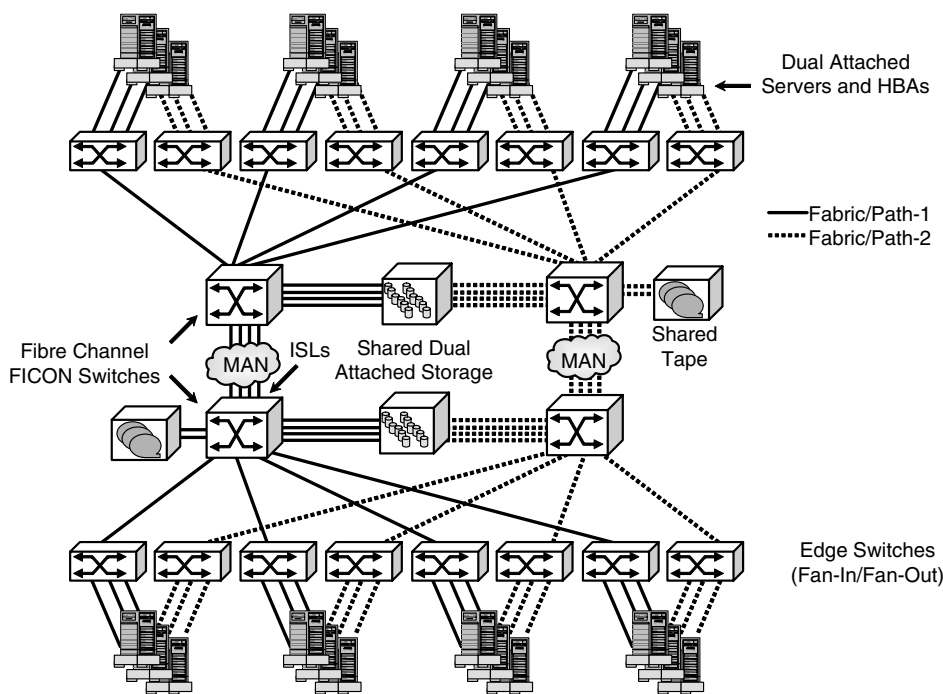 Dual Attached
Servers and HBAs
Fabric/Path-1
Fabric/Path-2
Fibre Channel
FICON Switches
MAN
ISLs
Shared Dual
Attached Storage
MAN
Shared
Tape
Edge Switches
(Fan-In/Fan-Out)